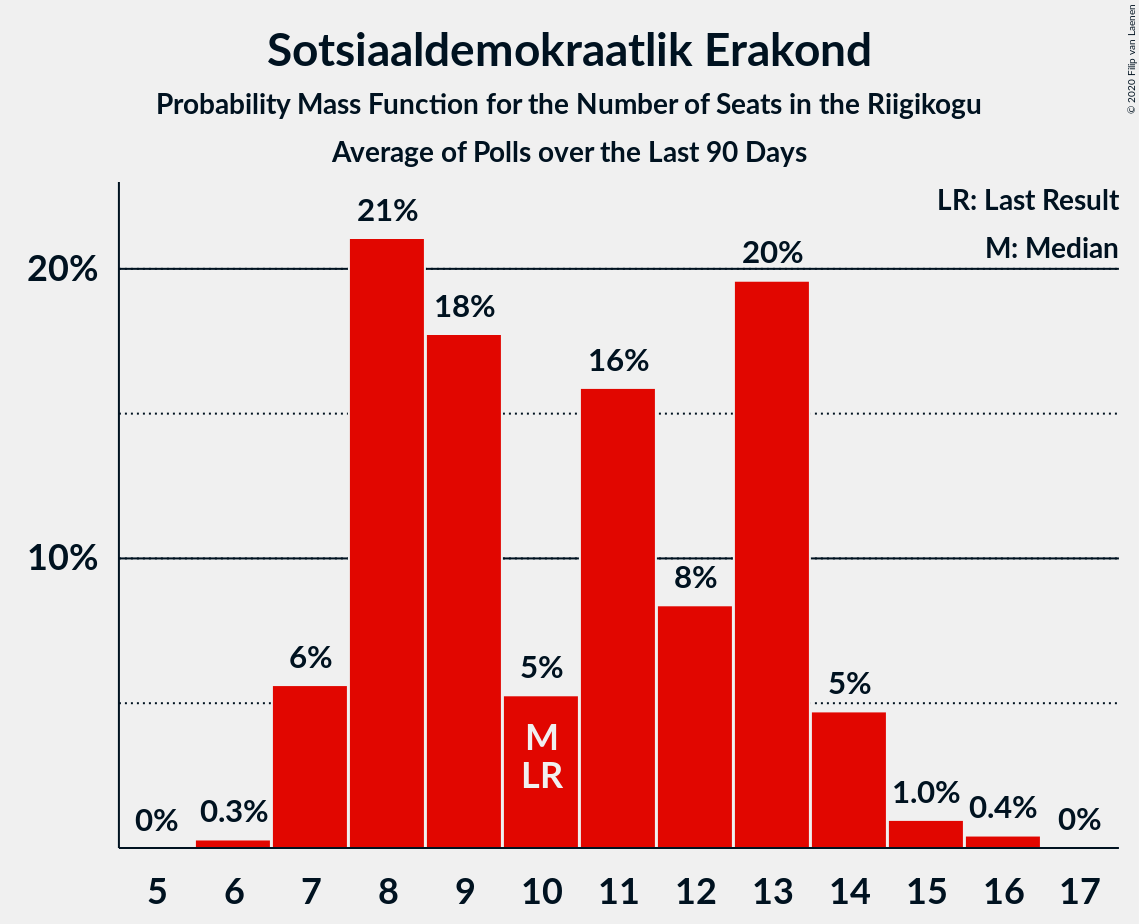 Sotsiaaldemokraatlik Erakond
Probability Mass Function for the Number of Seats in the Riigikogu
Average of Polls over the Last 90 Days
© 2020 Filip van Laenen
LR: Last Result
M: Median
20%
10%
0%
0.3%
6%
21%
18%
5%
16%
8%
20%
5%
1.0%
0.4%
0%
M
LR
5 6 7 8 9 10 11 12 13 14 15 16 17